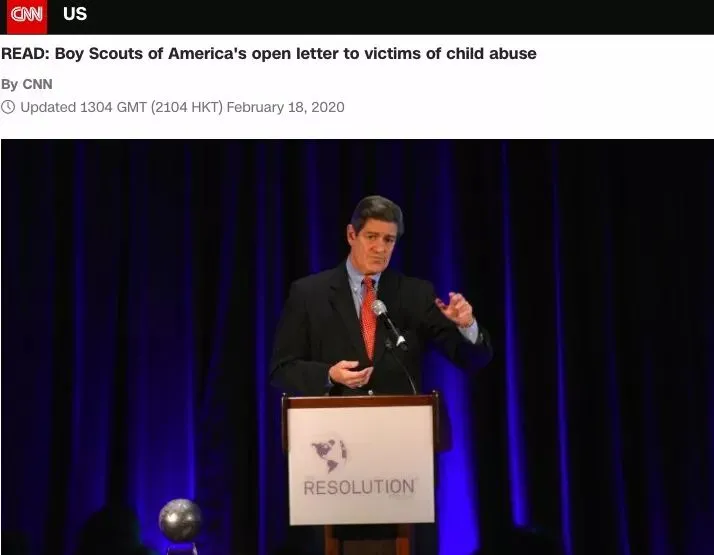 CNN US
READ: Boy Scouts of America's open letter to victims of child abuse
By CNN
Updated 1304 GMT (2104 HKT) February 18, 2020
RESOLUTION